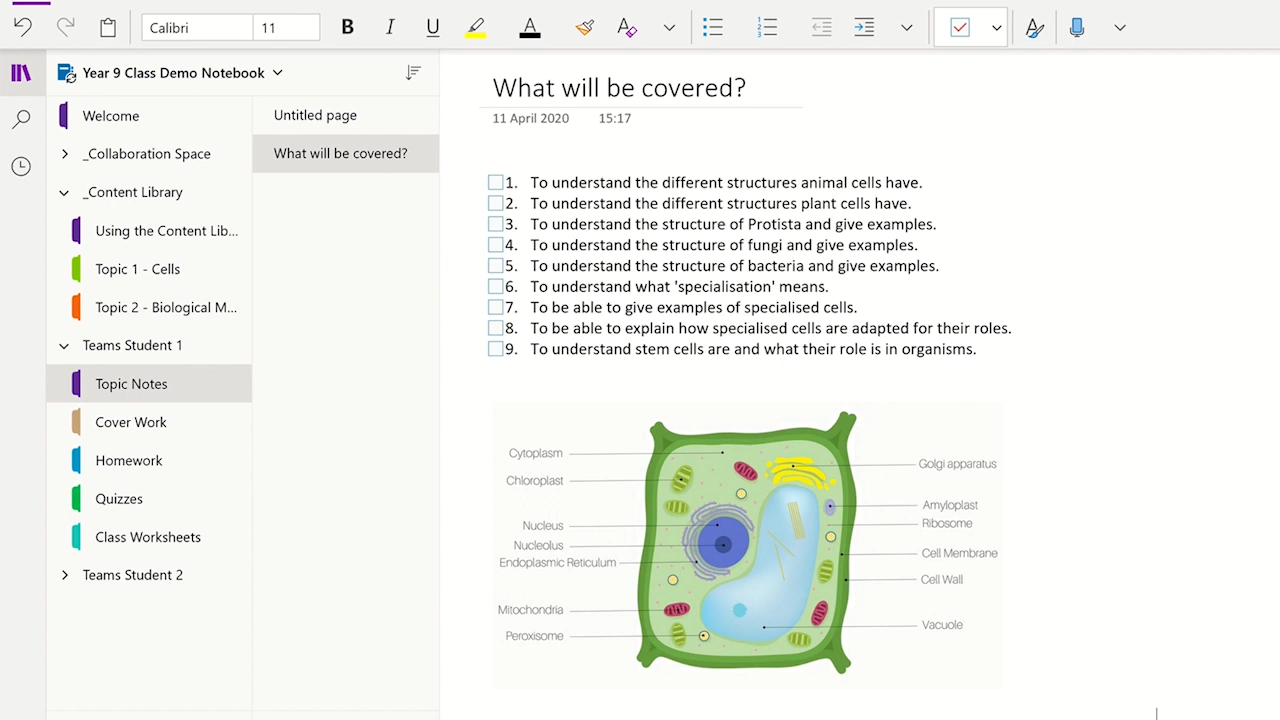 Calibri 11 B I U A A
Year 9 Class Demo Notebook
Welcome
_Collaboration Space
_Content Library
Using the Content Lib...
Topic 1 - Cells
Topic 2 - Biological M...
Teams Student 1
Topic Notes
Cover Work
Homework
Quizzes
Class Worksheets
Teams Student 2
Untitled page
What will be covered?
What will be covered?
11 April 2020 15:17
1. To understand the different structures animal cells have.
2. To understand the different structures plant cells have.
3. To understand the structure of Protista and give examples.
4. To understand the structure of fungi and give examples.
5. To understand the structure of bacteria and give examples.
6. To understand what 'specialisation' means.
7. To be able to give examples of specialised cells.
8. To be able to explain how specialised cells are adapted for their roles.
9. To understand stem cells are and what their role is in organisms.
Cytoplasm
Chloroplast
Nucleus
Nucleolus
Endoplasmic Reticulum
Mitochondria
Peroxisome
Golgi apparatus
Amyloplast
Ribosome
Cell Membrane
Cell Wall
Vacuole